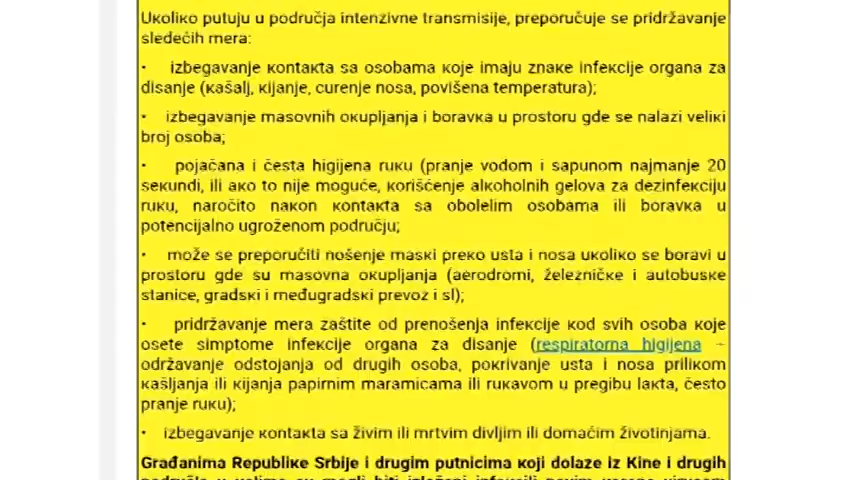 Ukoliko putuju u područja intenzivne transmisije, preporučuje se pridržavanje
sledećih mera:
• izbegavanje kontakta sa osobama koje imaju znake infekcije organa za
disanje (kašalj, kijanje, curenje nosa, povišena temperatura);
• izbegavanje masovnih okupljanja i boravka u prostoru gde se nalazi veliki
broj osoba;
• pojačana i česta higijena ruku (pranje vodom i sapunom najmanje 20
sekundi, ili ako to nije moguće, korišćenje alkoholnih gelova za dezinfekciju
ruku, naročito nakon kontakta sa obolelim osobama ili boravka u
potencijalno ugroženom području;
• može se preporučiti nošenje maski preko usta i nosa ukoliko se boravi u
prostoru gde su masovna okupljanja (aerodromi, železničke i autobuske
stanice, gradski i međugradski prevoz i sl);
• pridržavanje mera zaštite od prenošenja infekcije kod svih osoba koje
osete simptome infekcije organa za disanje (respiratorna higijena –
održavanje odstojanja od drugih osoba, pokrivanje usta i nosa prilikom
kašljanja ili kijanja papirnim maramicama ili rukavom u pregibu lakta, često
pranje ruku);
• izbegavanje kontakta sa živim ili mrtvim divljim ili domaćim životinjama.
Građanima Republike Srbije i drugim putnicima koji dolaze iz Kine i drugih